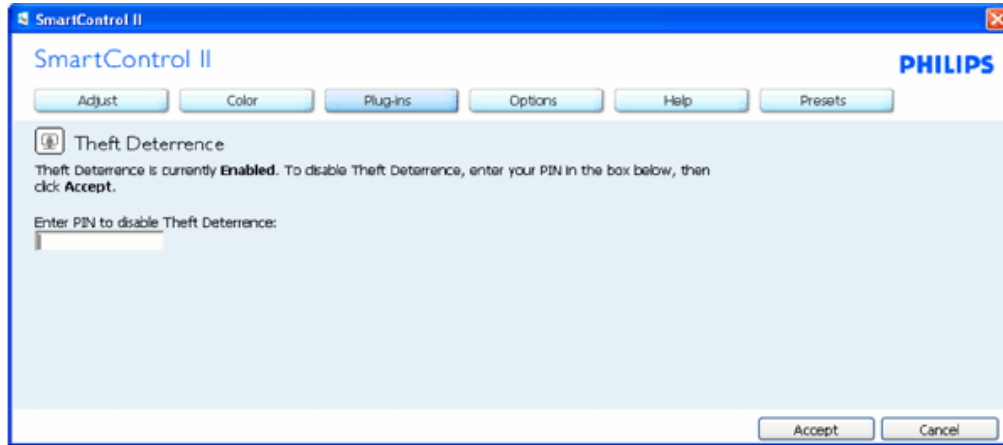 SmartControl II
SmartControl II
PHILIPS
Adjust Color Plug-ins Options Help Presets
Theft Deterrence
Theft Deterrence is currently Enabled. To disable Theft Deterrence, enter your PIN in the box below, then
click Accept.
Enter PIN to disable Theft Deterrence:
Accept Cancel